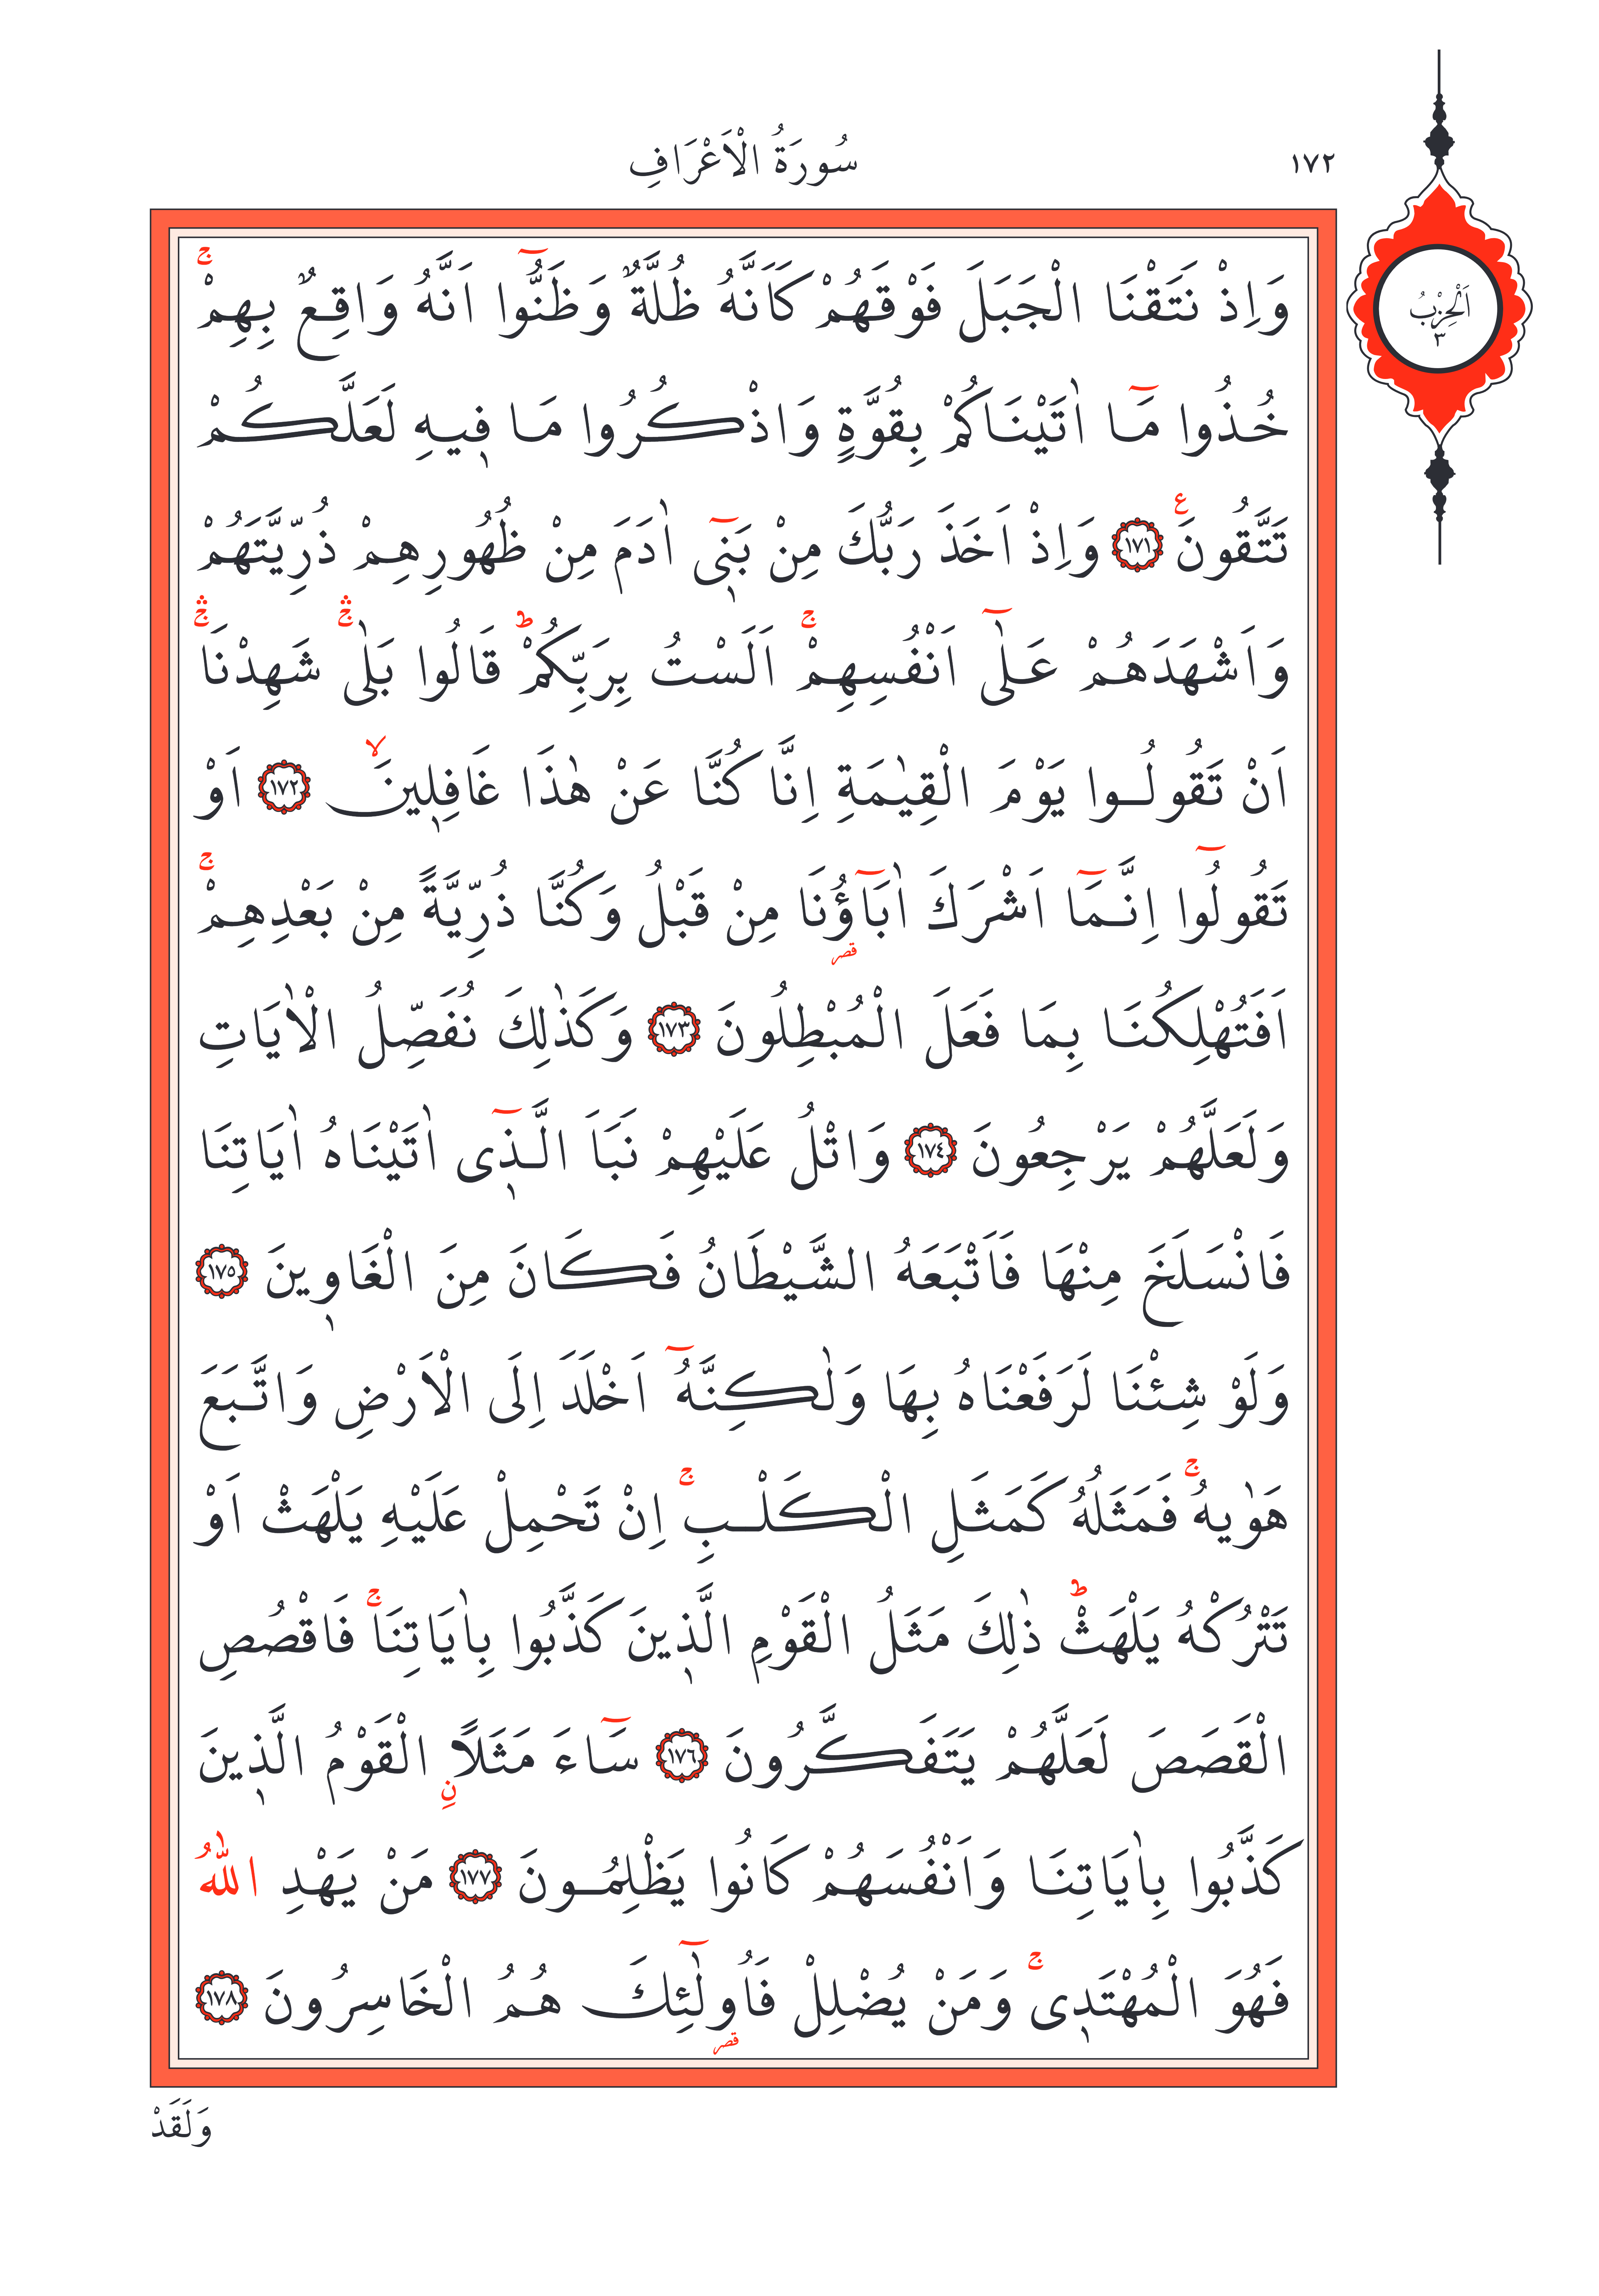 ١٧٢
سُورَةُ الْاَعْرَافِ
اَلْحِزْبُ
٣
وَاِذْ نَتَقْنَا الْجَبَلَ فَوْقَهُمْ كَاَنَّهُ ظُلَّةٌ وَظَنُّٓوا اَنَّهُ وَاقِعٌ بِهِمْۚ
خُذُوا مَٓا اٰتَيْنَاكُمْ بِقُوَّةٍ وَاذْكُرُوا مَا ف۪يهِ لَعَلَّكُمْ
تَتَّقُونَ ع ﴿١٧١﴾ وَاِذْ اَخَذَ رَبُّكَ مِنْ بَن۪ٓى اٰدَمَ مِنْ ظُهُورِهِمْ ذُرِّيَّتَهُمْ
وَاَشْهَدَهُمْ عَلٰٓى اَنْفُسِهِمْۚ اَلَسْتُ بِرَبِّكُمْؕ قَالُوا بَلٰىۚۛ شَهِدْنَاۚۛ
اَنْ تَقُولُوا يَوْمَ الْقِيٰمَةِ اِنَّا كُنَّا عَنْ هٰذَا غَافِل۪ينَۙ ﴿١٧٢﴾ اَوْ
تَقُولُٓوا اِنَّمَٓا اَشْرَكَ اٰبَٓاؤُ۬نَا مِنْ قَبْلُ وَكُنَّا ذُرِّيَّةً مِنْ بَعْدِهِمْۚ
قصر
اَفَتُهْلِكُنَا بِمَا فَعَلَ الْمُبْطِلُونَ ﴿١٧٣﴾ وَكَذٰلِكَ نُفَصِّلُ الْاٰيَاتِ
وَلَعَلَّهُمْ يَرْجِعُونَ ﴿١٧٤﴾ وَاتْلُ عَلَيْهِمْ نَبَاَ الَّذ۪ٓى اٰتَيْنَاهُ اٰيَاتِنَا
فَانْسَلَخَ مِنْهَا فَاَتْبَعَهُ الشَّيْطَانُ فَكَانَ مِنَ الْغَاو۪ينَ ﴿١٧٥﴾
وَلَوْ شِئْنَا لَرَفَعْنَاهُ بِهَا وَلٰكِنَّهُٓ اَخْلَدَ اِلَى الْاَرْضِ وَاتَّبَعَ
هَوٰيهُۚ فَمَثَلُهُ كَمَثَلِ الْكَلْبِۚ اِنْ تَحْمِلْ عَلَيْهِ يَلْهَثْ اَوْ
تَتْرُكْهُ يَلْهَثْؕ ذٰلِكَ مَثَلُ الْقَوْمِ الَّذ۪ينَ كَذَّبُوا بِاٰيَاتِنَاۚ فَاقْصُصِ
الْقَصَصَ لَعَلَّهُمْ يَتَفَكَّرُونَ ﴿١٧٦﴾ سَٓاءَ مَثَلًا نِ الْقَوْمُ الَّذ۪ينَ
كَذَّبُوا بِاٰيَاتِنَا وَاَنْفُسَهُمْ كَانُوا يَظْلِمُونَ ﴿١٧٧﴾ مَنْ يَهْدِ اللّٰهُ
فَهُوَ الْمُهْتَد۪ىۚ وَمَنْ يُضْلِلْ فَاُولٰٓئِكَ هُمُ الْخَاسِرُونَ ﴿١٧٨﴾
قصر
وَلَقَدْ